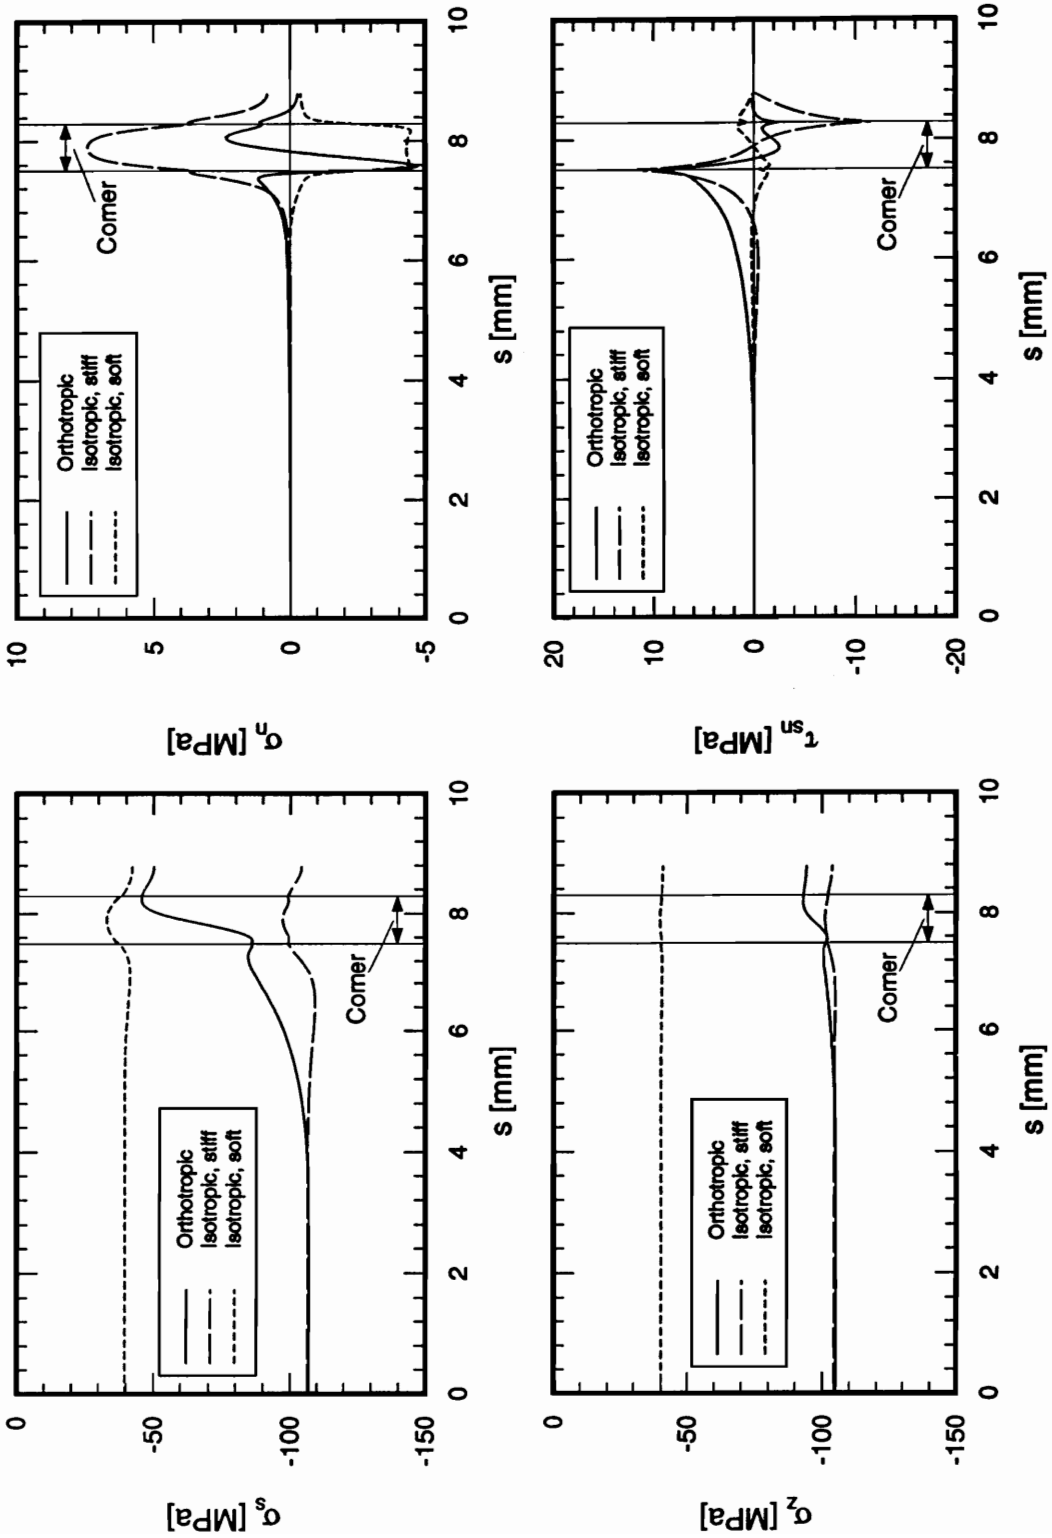 σs [MPa]
0
-50
-100
-150
Orthotropic
Isotropic, stiff
Isotropic, soft
Corner
0 2 4 6 8 10
s [mm]
σn [MPa]
10
5
0
-5
Orthotropic
Isotropic, stiff
Isotropic, soft
Corner
0 2 4 6 8 10
s [mm]
σz [MPa]
0
-50
-100
-150
Orthotropic
Isotropic, stiff
Isotropic, soft
Corner
0 2 4 6 8 10
s [mm]
τsn [MPa]
20
10
0
-10
-20
Orthotropic
Isotropic, stiff
Isotropic, soft
Corner
0 2 4 6 8 10
s [mm]